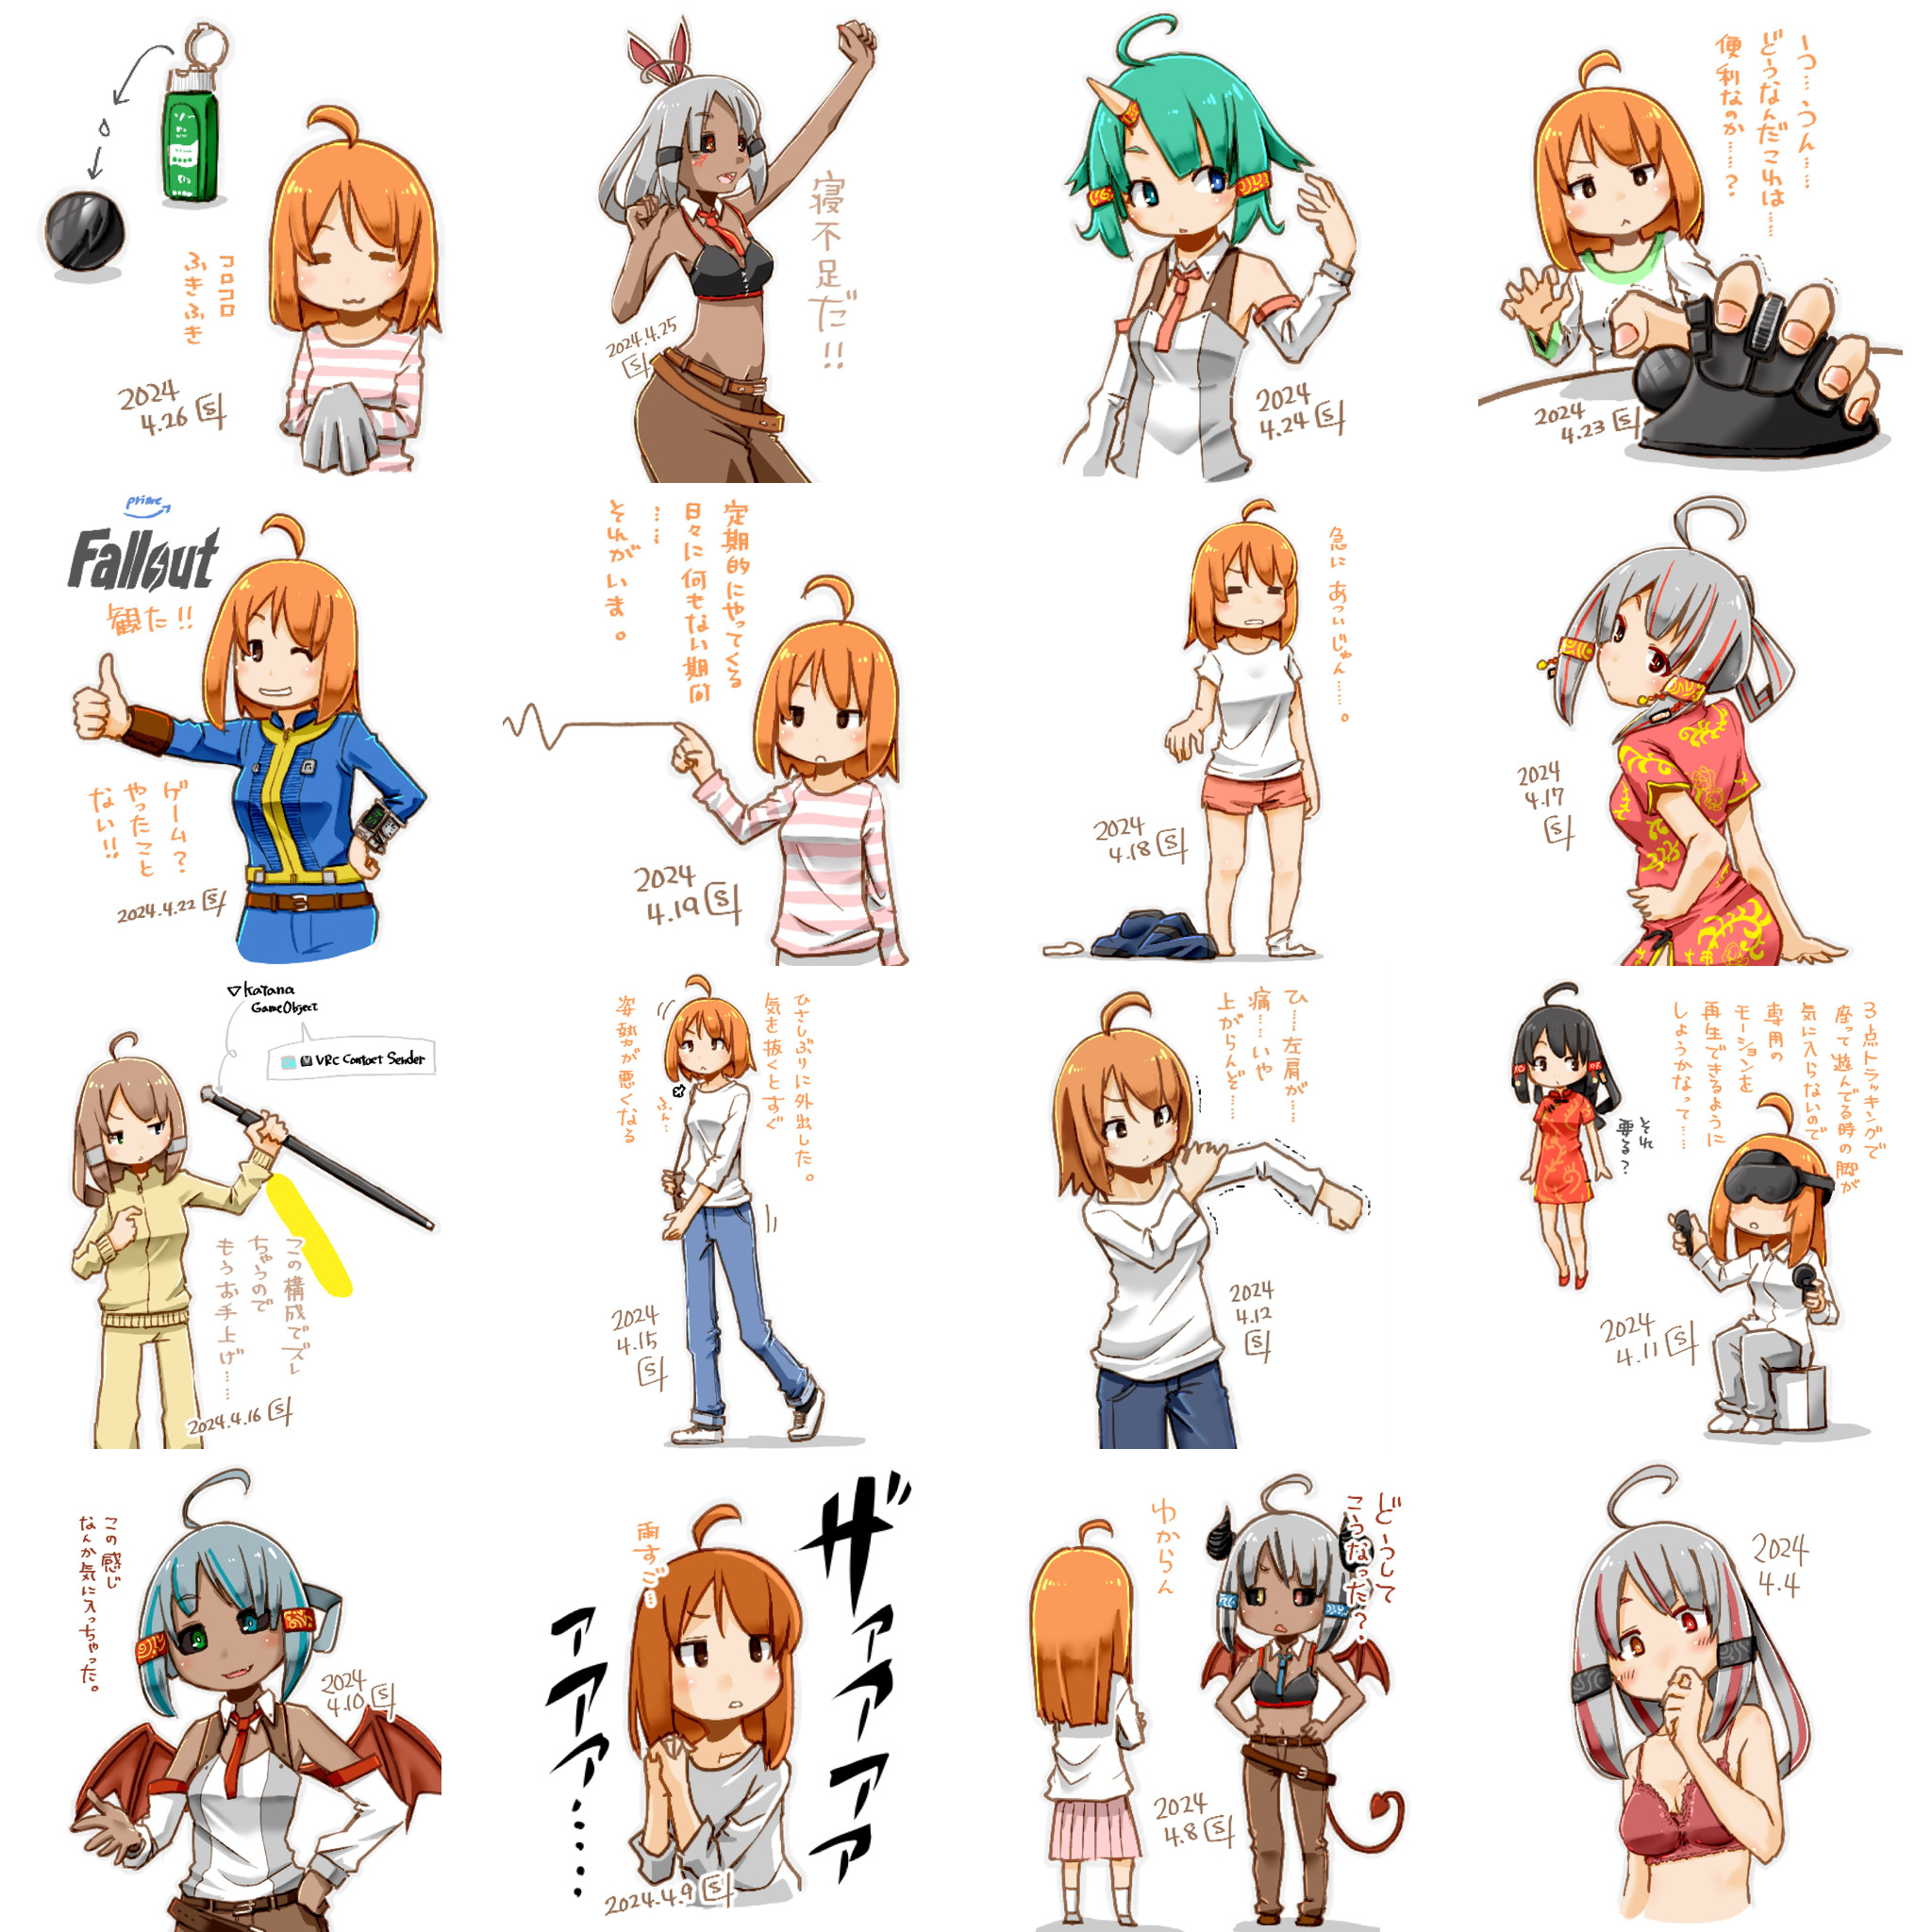 コロコロ
ふきふき
2024
4.26 S
寝不足だ!!
2024.4.25
S
2024
4.24 S
うーっ…うん…
どうなんだこれは……
便利なのか……?
2024
4.23 S
prime
Fallout
観た!!
ゲーム?
やったこと
ない!!
2024.4.22 S
定期的にやってくる
日々に何もない期間
……
それがいま。
2024
4.19 S
急に あっついじゃん……。
2024
4.18 S
2024
4.17
S
▽katana
GameObject
VRC Contact Sender
この構成でズレ
ちゃうので
もうお手上げ……
2024.4.16 S
ひさしぶりに外出した。
気を抜くとすぐ
姿勢が悪くなる
ふん…
2024
4.15
S
ひ……左肩が……
痛……いや
上がらんぞ……
2024
4.12
S
3点トラッキングで
座って遊んでる時の脚が
気に入らないので
専用の
モーションを
再生できるように
しようかなって……
それ
要る?
2024
4.11 S
この感じ
なんか気に入っちゃった。
2024
4.10 S
ザァァァァ
アアアア……
雨すご…
2024.4.9 S
どーして
こうなった?
わからん
2024
4.8 S
2024
4.4